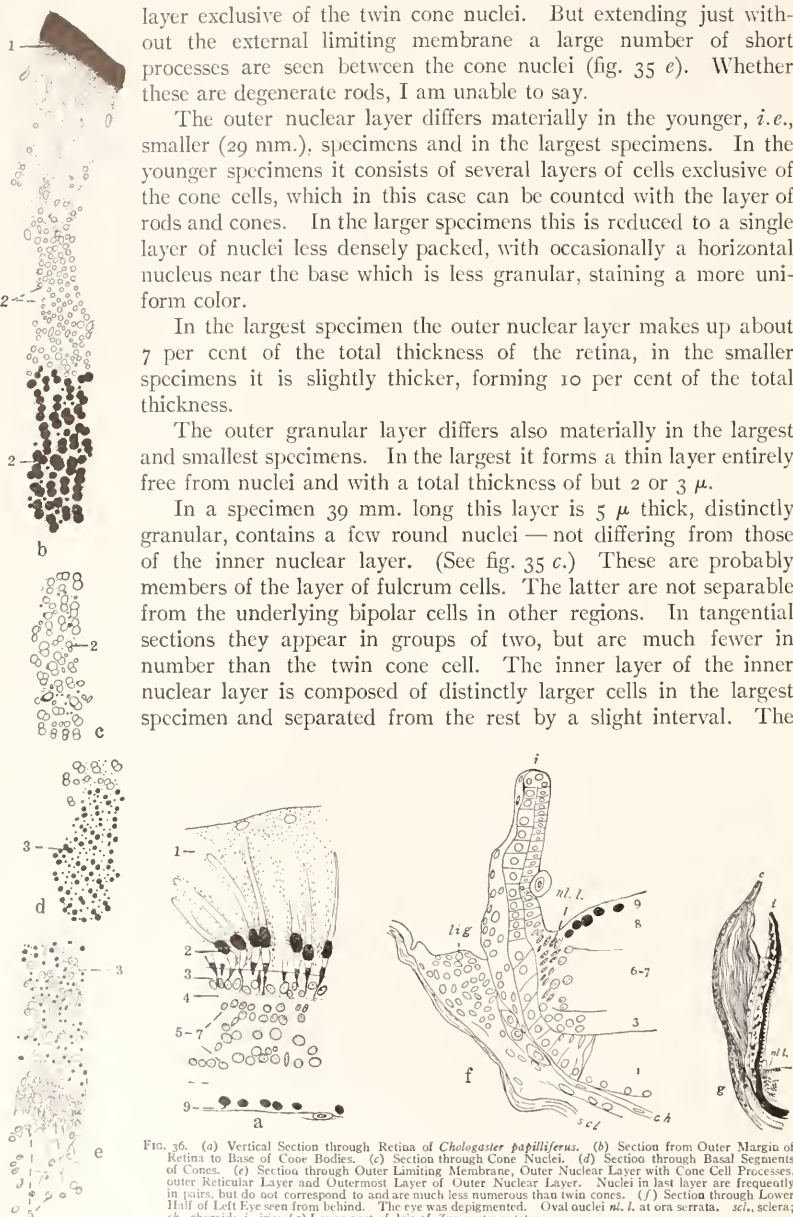 layer exclusive of the twin cone nuclei. But extending just with-
out the external limiting membrane a large number of short
processes are seen between the cone nuclei (fig. 35 e). Whether
these are degenerate rods, I am unable to say.
The outer nuclear layer differs materially in the younger, i.e.,
smaller (29 mm.), specimens and in the largest specimens. In the
younger specimens it consists of several layers of cells exclusive of
the cone cells, which in this case can be counted with the layer of
rods and cones. In the larger specimens this is reduced to a single
layer of nuclei less densely packed, with occasionally a horizontal
nucleus near the base which is less granular, staining a more uni-
form color.
In the largest specimen the outer nuclear layer makes up about
7 per cent of the total thickness of the retina, in the smaller
specimens it is slightly thicker, forming 10 per cent of the total
thickness.
The outer granular layer differs also materially in the largest
and smallest specimens. In the largest it forms a thin layer entirely
free from nuclei and with a total thickness of but 2 or 3 μ.
In a specimen 39 mm. long this layer is 5 μ thick, distinctly
granular, contains a few round nuclei — not differing from those
of the inner nuclear layer. (See fig. 35 c.) These are probably
members of the layer of fulcrum cells. The latter are not separable
from the underlying bipolar cells in other regions. In tangential
sections they appear in groups of two, but are much fewer in
number than the twin cone cell. The inner layer of the inner
nuclear layer is composed of distinctly larger cells in the largest
specimen and separated from the rest by a slight interval. The
1
2
2
b
2
c
3
d
3
e
5
1
2
3
4
5-7
9
a
i
nl. l.
9
8
lig
6-7
3
1
f
scl
ch
c
i
nl. l.
g
FIG. 36. (a) Vertical Section through Retina of Chologaster papilliferus. (b) Section from Outer Margin of
Retina to Base of Cone Bodies. (c) Section through Cone Nuclei. (d) Section through Basal Segments
of Cones. (e) Section through Outer Limiting Membrane, Outer Nuclear Layer with Cone Cell Processes,
outer Reticular Layer and Outermost Layer of Outer Nuclear Layer. Nuclei in last layer are frequently
in pairs, but do not correspond to and are much less numerous than twin cones. (f) Section through Lower
Half of Left Eye seen from behind. The eye was depigmented. Oval nuclei nl. l. at ora serrata. scl., sclera;